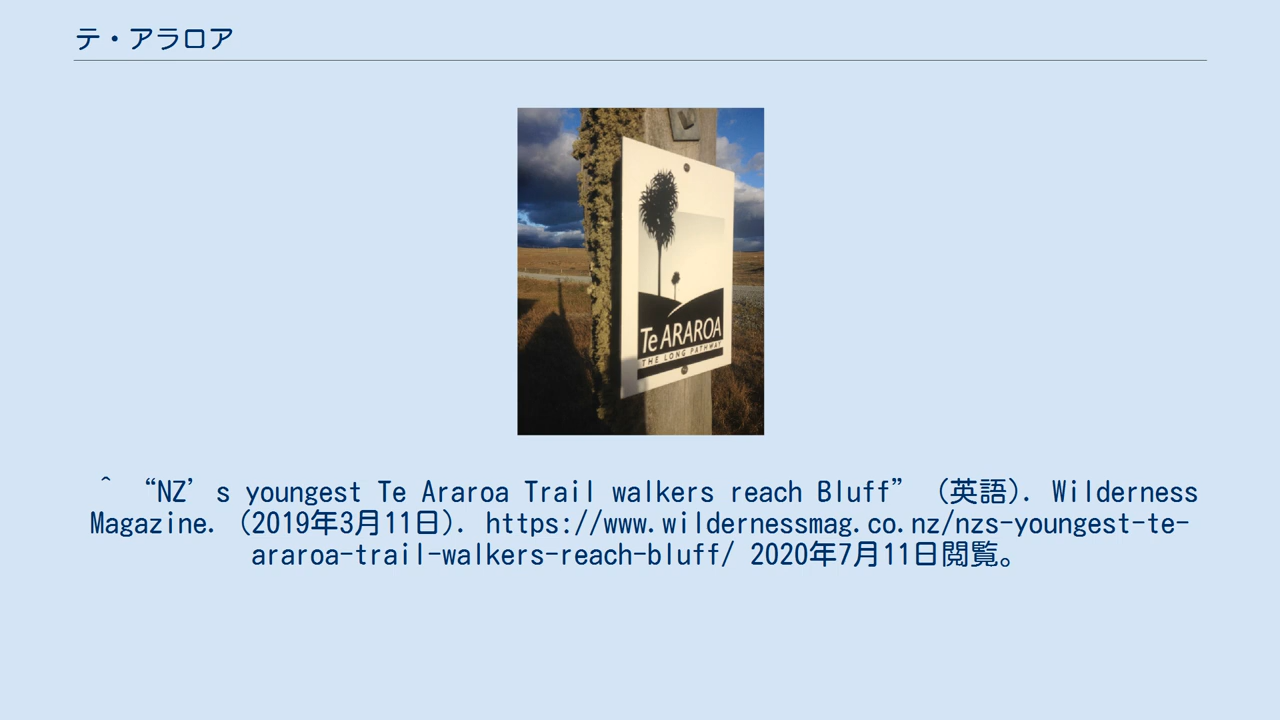 テ・アラロア
Te ARAROA
THE LONG PATHWAY
^ “NZ’s youngest Te Araroa Trail walkers reach Bluff” (英語). Wilderness
Magazine. (2019年3月11日). https://www.wildernessmag.co.nz/nzs-youngest-te-
araroa-trail-walkers-reach-bluff/ 2020年7月11日閲覧。